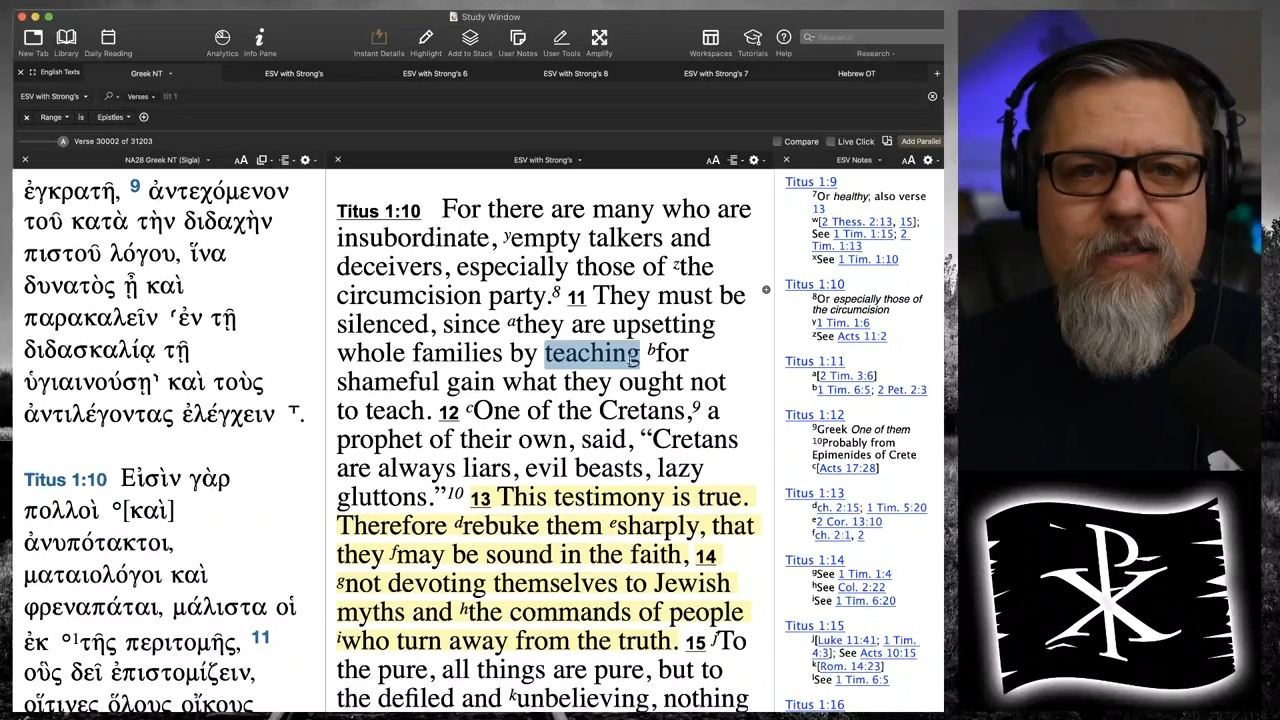 Study Window
New Tab Library Daily Reading Analytics Info Pane Instant Details Highlight Add to Stack User Notes User Tools Amplify Workspaces Tutorials Help Research
English Texts Greek NT ESV with Strong's ESV with Strong's 6 ESV with Strong's 8 ESV with Strong's 7 Hebrew OT
ESV with Strong's Verses tit 1
Range is Epistles
A Verse 30002 of 31203 Compare Live Click Add Parallel
NA28 Greek NT (Sigla)
ἐγκρατῆ, 9 ἀντεχόμενον
τοῦ κατὰ τὴν διδαχὴν
πιστοῦ λόγου, ἵνα
δυνατὸς ᾖ καὶ
παρακαλεῖν ⸂ἐν τῇ
διδασκαλίᾳ τῇ
ὑγιαινούσῃ⸃ καὶ τοὺς
ἀντιλέγοντας ἐλέγχειν ⸆.
Titus 1:10 Εἰσὶν γὰρ
πολλοὶ °[καὶ]
ἀνυπότακτοι,
ματαιολόγοι καὶ
φρεναπάται, μάλιστα οἱ
ἐκ °¹τῆς περιτομῆς, 11
οὓς δεῖ ἐπιστομίζειν,
οἵτινες ὅλους οἴκους
ESV with Strong's
Titus 1:10 For there are many who are
insubordinate, yempty talkers and
deceivers, especially those of zthe
circumcision party.8 11 They must be
silenced, since athey are upsetting
whole families by teaching bfor
shameful gain what they ought not
to teach. 12 cOne of the Cretans,9 a
prophet of their own, said, “Cretans
are always liars, evil beasts, lazy
gluttons.”10 13 This testimony is true.
Therefore drebuke them esharply, that
they fmay be sound in the faith, 14
gnot devoting themselves to Jewish
myths and hthe commands of people
iwho turn away from the truth. 15 jTo
the pure, all things are pure, but to
the defiled and kunbelieving, nothing
ESV Notes
Titus 1:9
7Or healthy; also verse
13
w[2 Thess. 2:13, 15];
See 1 Tim. 1:15; 2
Tim. 1:13
xSee 1 Tim. 1:10
Titus 1:10
8Or especially those of
the circumcision
y1 Tim. 1:6
zSee Acts 11:2
Titus 1:11
a[2 Tim. 3:6]
b1 Tim. 6:5; 2 Pet. 2:3
Titus 1:12
9Greek One of them
10Probably from
Epimenides of Crete
c[Acts 17:28]
Titus 1:13
dch. 2:15; 1 Tim. 5:20
e2 Cor. 13:10
fch. 2:1, 2
Titus 1:14
gSee 1 Tim. 1:4
hSee Col. 2:22
iSee 1 Tim. 6:20
Titus 1:15
j[Luke 11:41; 1 Tim.
4:3]; See Acts 10:15
k[Rom. 14:23]
lSee 1 Tim. 6:5
Titus 1:16